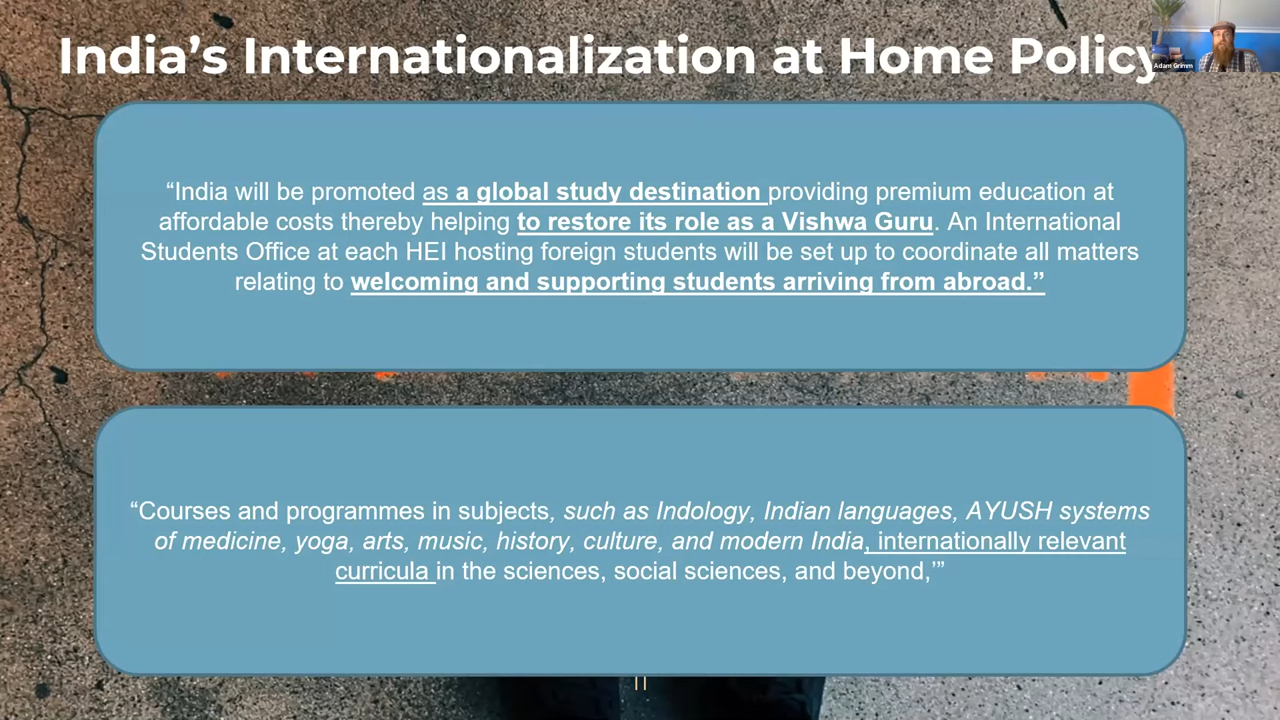 India’s Internationalization at Home Policy
Adam Grimm
“India will be promoted as a global study destination providing premium education at
affordable costs thereby helping to restore its role as a Vishwa Guru. An International
Students Office at each HEI hosting foreign students will be set up to coordinate all matters
relating to welcoming and supporting students arriving from abroad.”
“Courses and programmes in subjects, such as Indology, Indian languages, AYUSH systems
of medicine, yoga, arts, music, history, culture, and modern India, internationally relevant
curricula in the sciences, social sciences, and beyond,’”